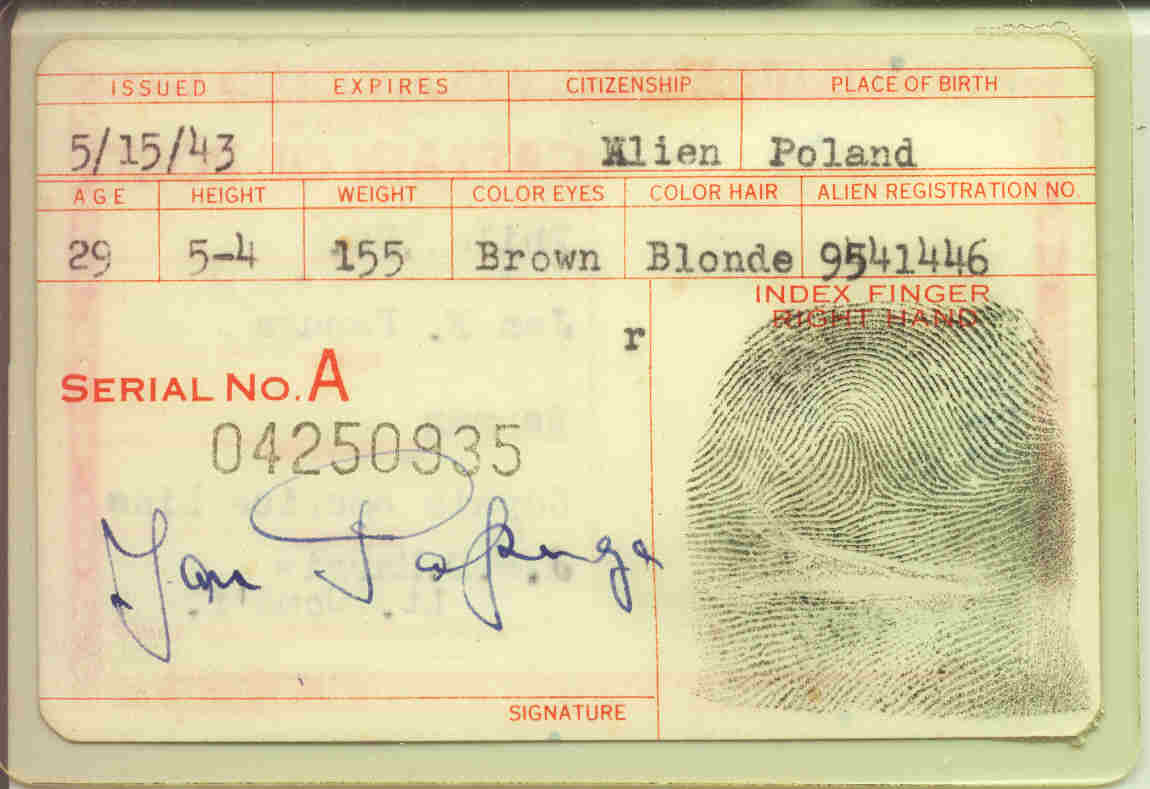 ISSUED EXPIRES CITIZENSHIP PLACE OF BIRTH
5/15/43 Alien Poland
AGE HEIGHT WEIGHT COLOR EYES COLOR HAIR ALIEN REGISTRATION NO.
29 5-4 155 Brown Blonde 9541446
INDEX FINGER
RIGHT HAND
r
SERIAL NO. A
04250935
Jan
SIGNATURE